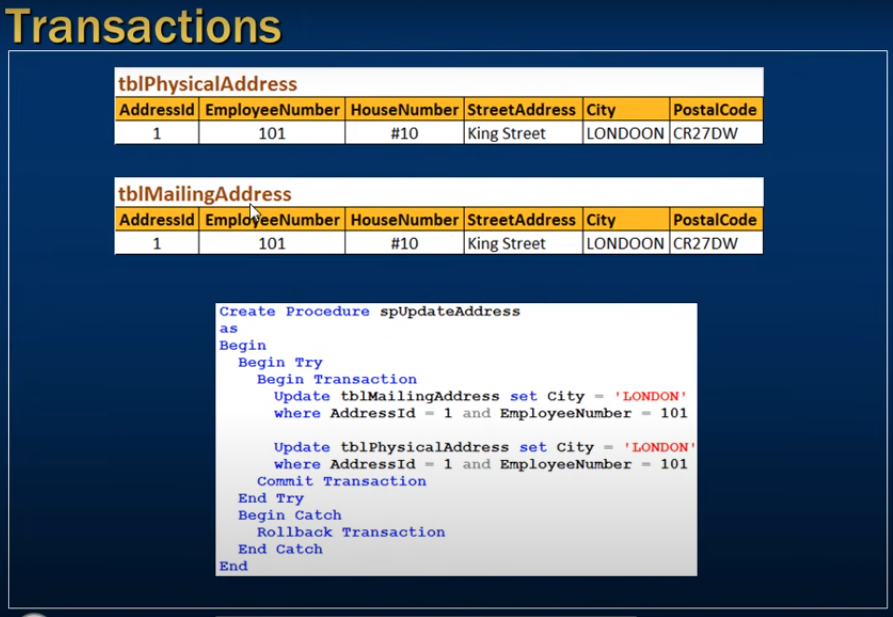 Transactions
tblPhysicalAddress
AddressId EmployeeNumber HouseNumber StreetAddress City PostalCode
1 101 #10 King Street LONDOON CR27DW
tblMailingAddress
AddressId EmployeeNumber HouseNumber StreetAddress City PostalCode
1 101 #10 King Street LONDOON CR27DW
Create Procedure spUpdateAddress
as
Begin
Begin Try
Begin Transaction
Update tblMailingAddress set City = 'LONDON'
where AddressId = 1 and EmployeeNumber = 101
Update tblPhysicalAddress set City = 'LONDON'
where AddressId = 1 and EmployeeNumber = 101
Commit Transaction
End Try
Begin Catch
Rollback Transaction
End Catch
End